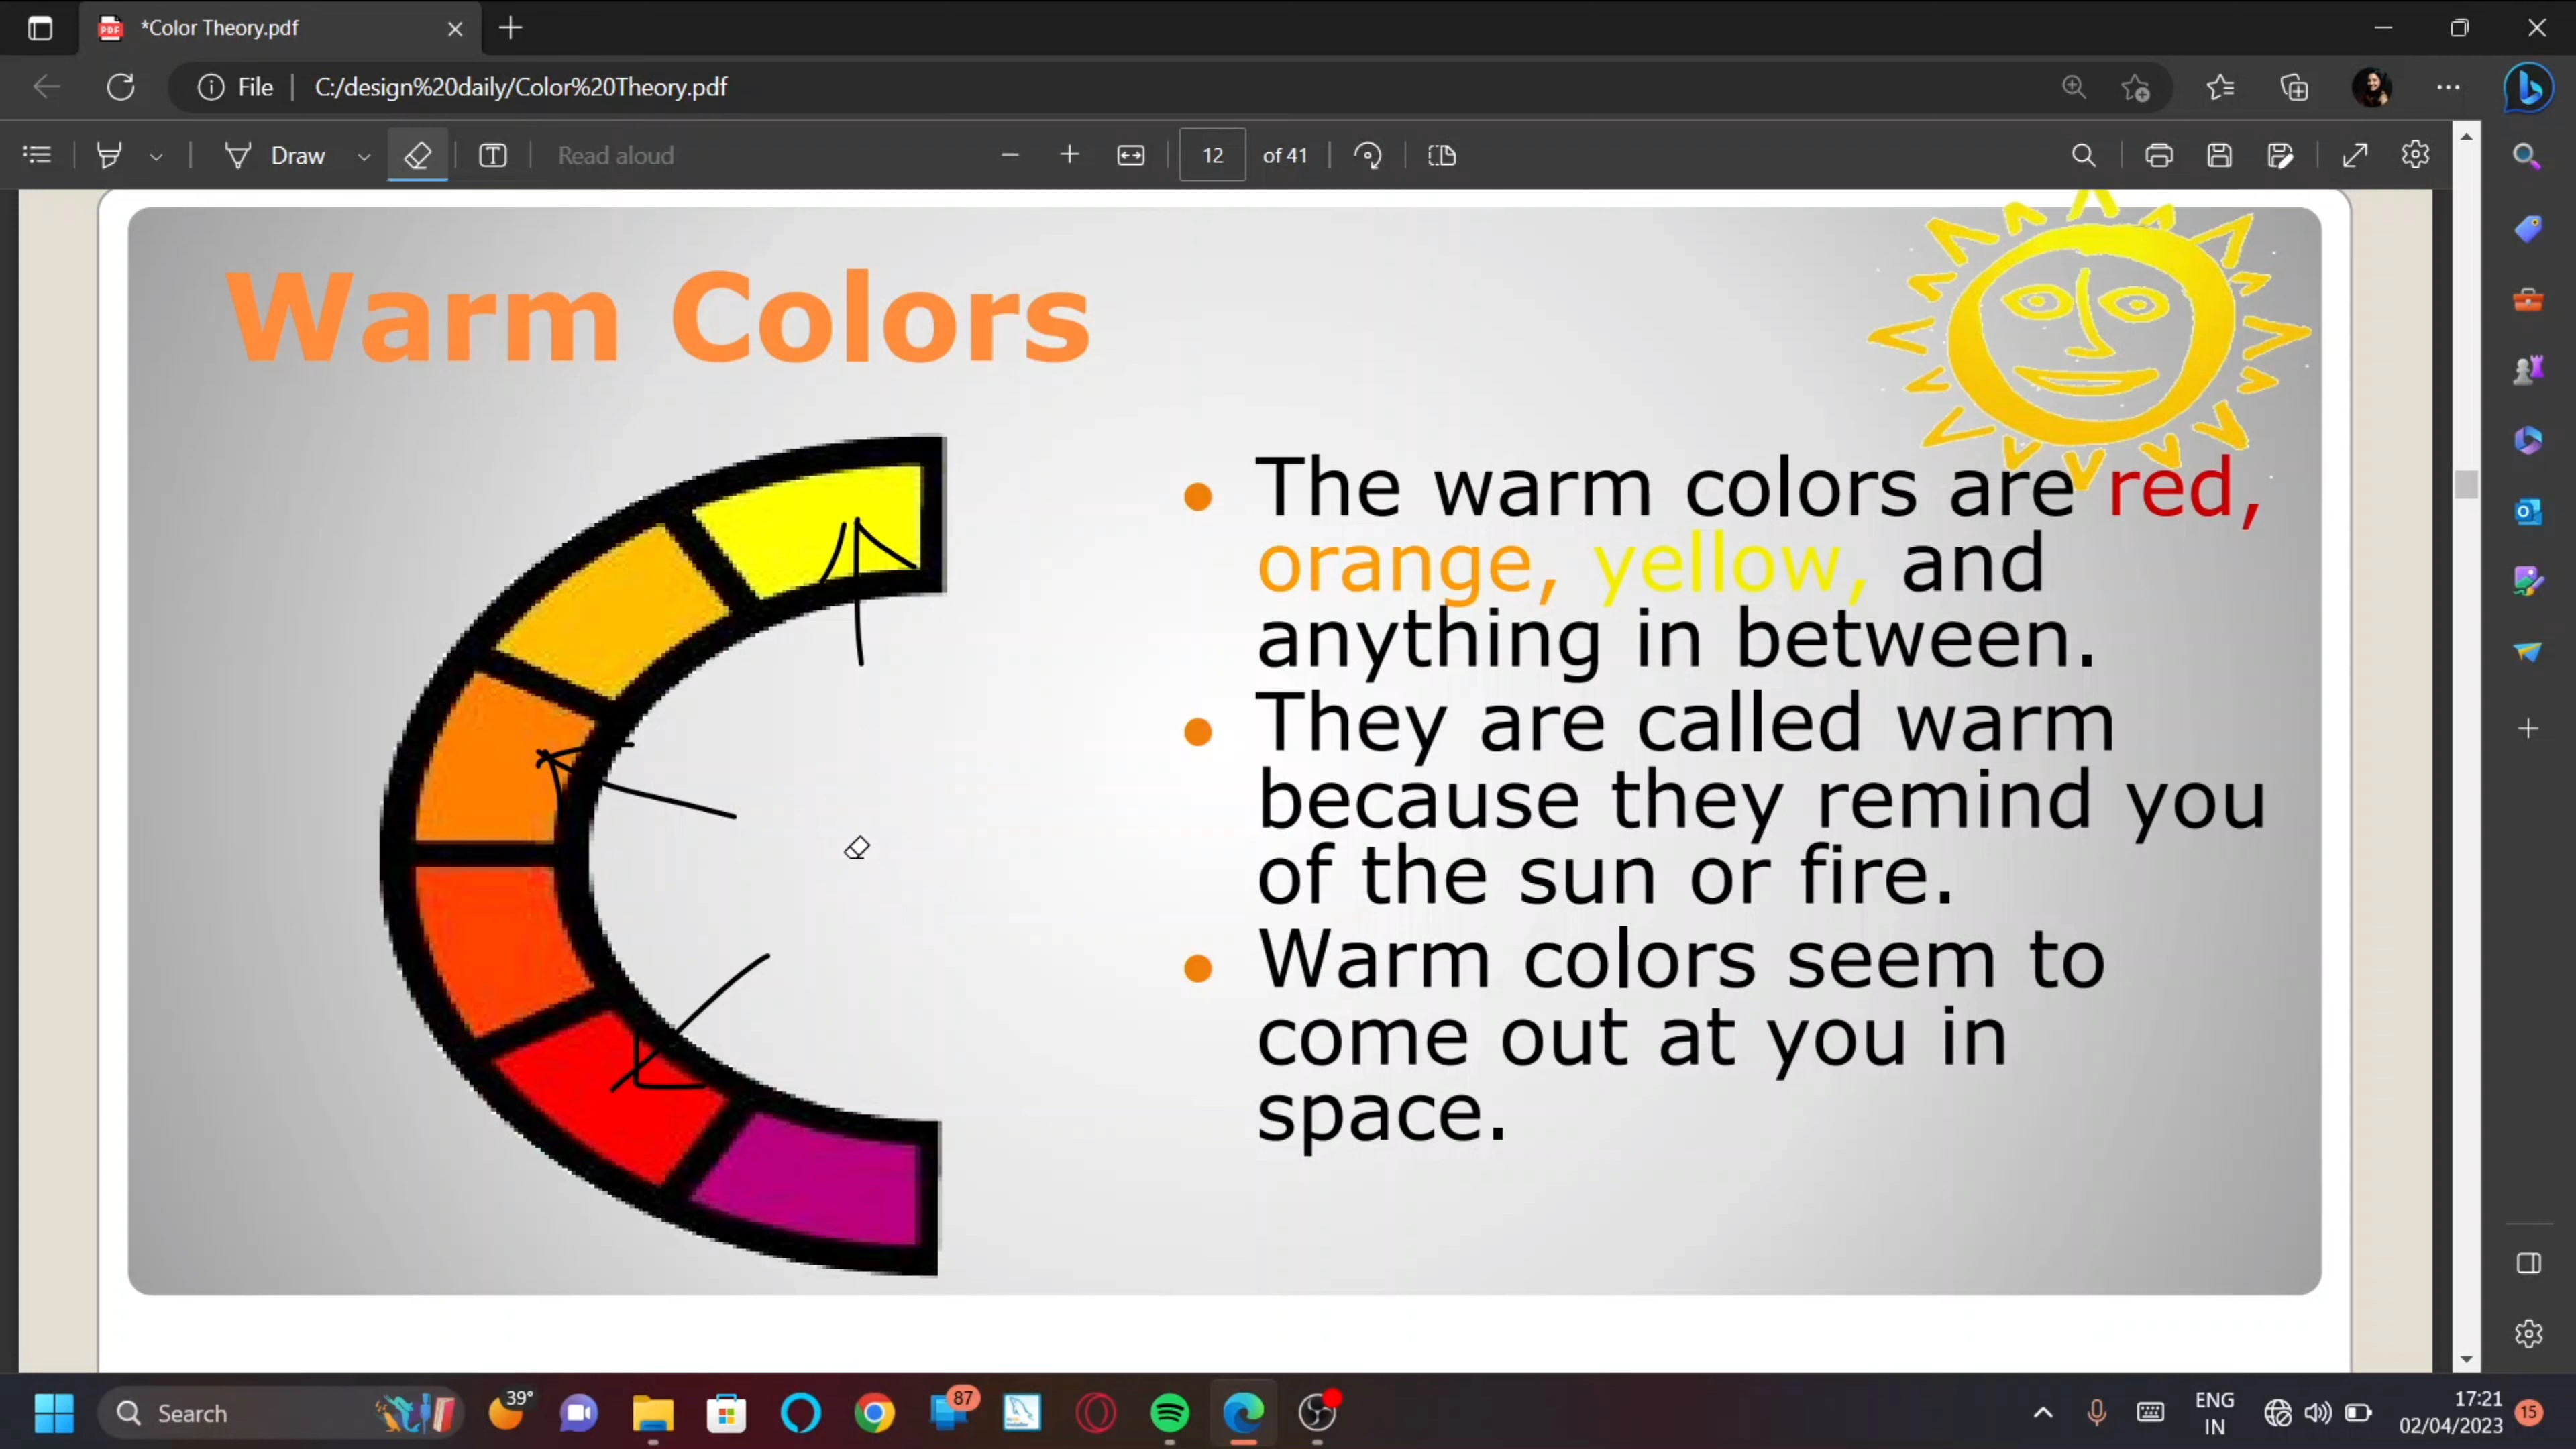 *Color Theory.pdf
File | C:/design%20daily/Color%20Theory.pdf
Draw Read aloud 12 of 41
Warm Colors
The warm colors are red,
orange, yellow, and
anything in between.
They are called warm
because they remind you
of the sun or fire.
Warm colors seem to
come out at you in
space.
Search 39° 87 ENG 17:21 15
IN 02/04/2023